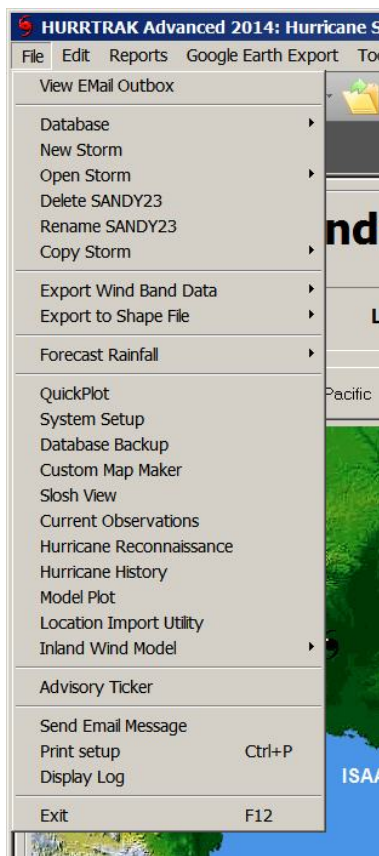 HURRTRAK Advanced 2014: Hurricane S
File Edit Reports Google Earth Export
View EMail Outbox
Database
New Storm
Open Storm
Delete SANDY23
Rename SANDY23
nd
Copy Storm
Export Wind Band Data
Export to Shape File
L
Forecast Rainfall
QuickPlot
Pacific
System Setup
Database Backup
Custom Map Maker
Slosh View
Current Observations
Hurricane Reconnaissance
Hurricane History
Model Plot
Location Import Utility
Inland Wind Model
Advisory Ticker
Send Email Message
Print setup Ctrl+P
Display Log
ISAA
Exit F12